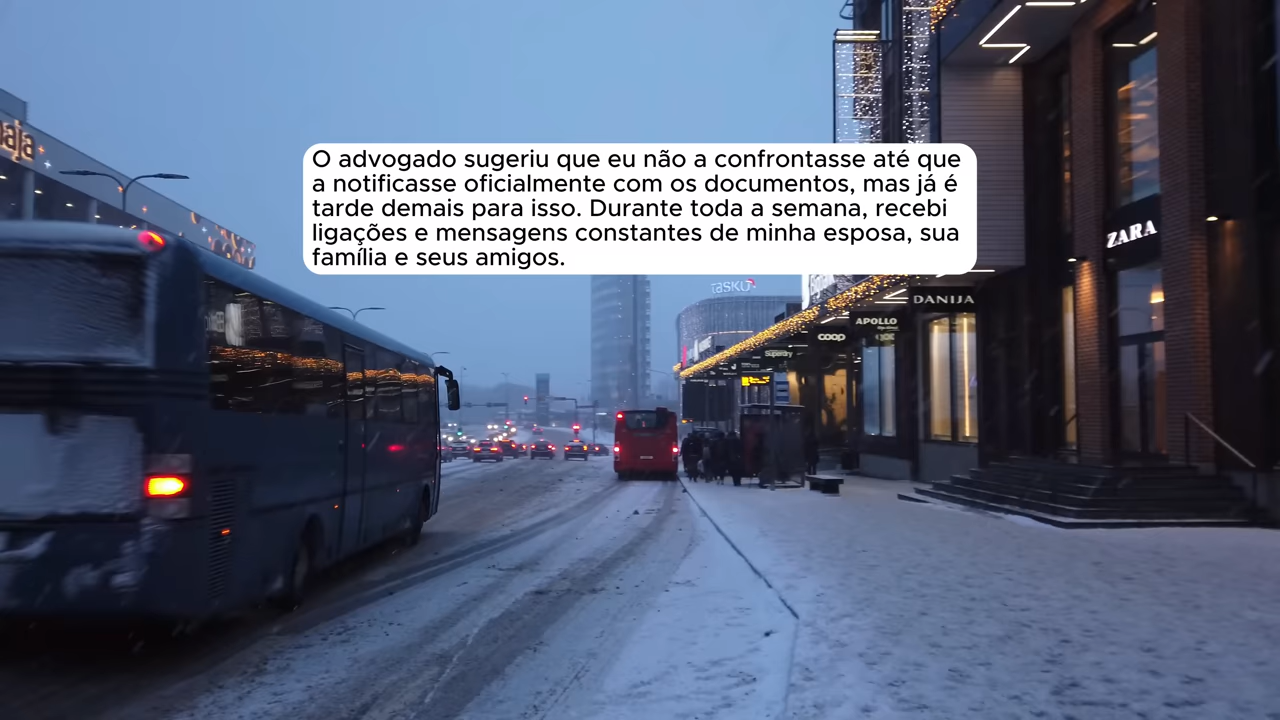 O advogado sugeriu que eu não a confrontasse até que
a notificasse oficialmente com os documentos, mas já é
tarde demais para isso. Durante toda a semana, recebi
ligações e mensagens constantes de minha esposa, sua
família e seus amigos.
aja
ZARA
TASKU
DANIJA
APOLLO
coop
Superdry